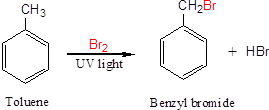 CH₃
CH₂Br
Br₂
UV light
+ HBr
Toluene
Benzyl bromide